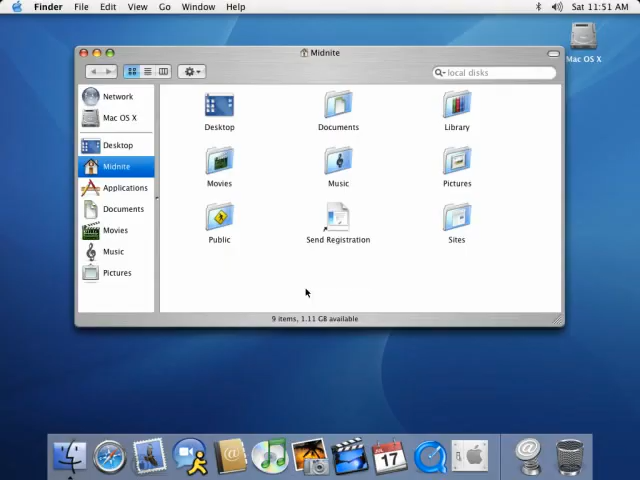 Finder File Edit View Go Window Help Sat 11:51 AM
Mac OS X
Midnite
local disks
Network
Mac OS X
Desktop
Midnite
Applications
Documents
Movies
Music
Pictures
Desktop Documents Library
Movies Music Pictures
Public Send Registration Sites
9 items, 1.11 GB available
17